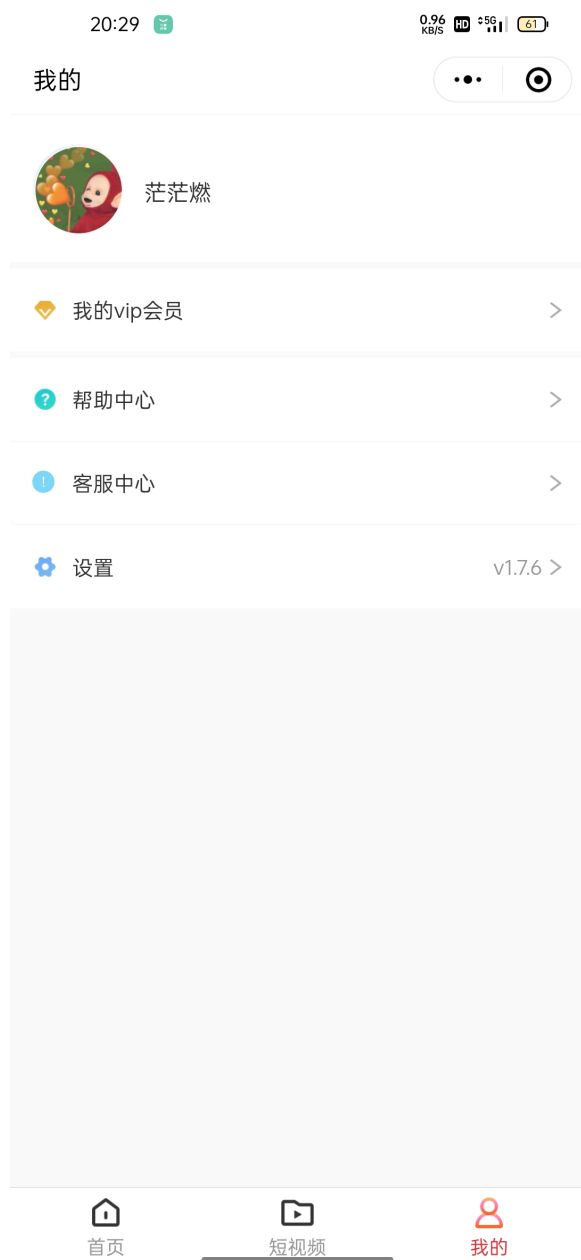 20:29
0.96 KB/S HD 5G 61
我的
茫茫燃
我的vip会员
帮助中心
客服中心
设置 v1.7.6
首页 短视频 我的